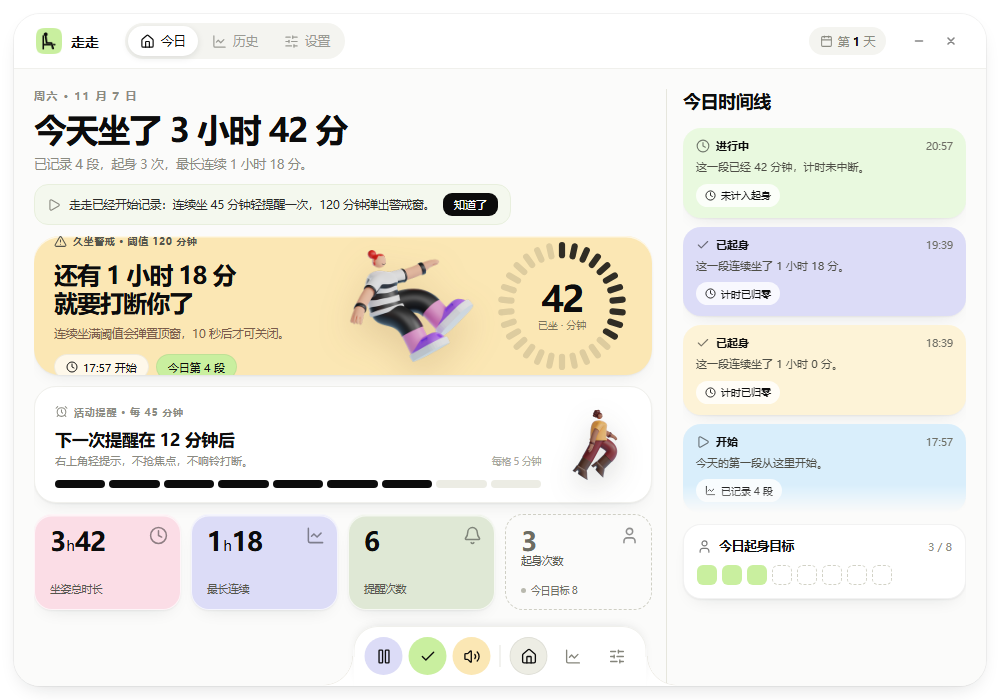 走走
今日
历史
设置
第 1 天
周六 • 11 月 7 日
今天坐了 3 小时 42 分
已记录 4 段，起身 3 次，最长连续 1 小时 18 分。
走走已经开始记录：连续坐 45 分钟轻提醒一次，120 分钟弹出警戒窗。
知道了
久坐警戒 • 阈值 120 分钟
还有 1 小时 18 分
就要打断你了
连续坐满阈值会弹置顶窗，10 秒后才可关闭。
17:57 开始
今日第 4 段
42
已坐 · 分钟
活动提醒 • 每 45 分钟
下一次提醒在 12 分钟后
右上角轻提示，不抢焦点，不响铃打断。
每格 5 分钟
3h42
坐姿总时长
1h18
最长连续
6
提醒次数
3
起身次数
今日目标 8
今日时间线
进行中
20:57
这一段已经 42 分钟，计时未中断。
未计入起身
已起身
19:39
这一段连续坐了 1 小时 18 分。
计时已归零
已起身
18:39
这一段连续坐了 1 小时 0 分。
计时已归零
开始
17:57
今天的第一段从这里开始。
已记录 4 段
今日起身目标
3 / 8